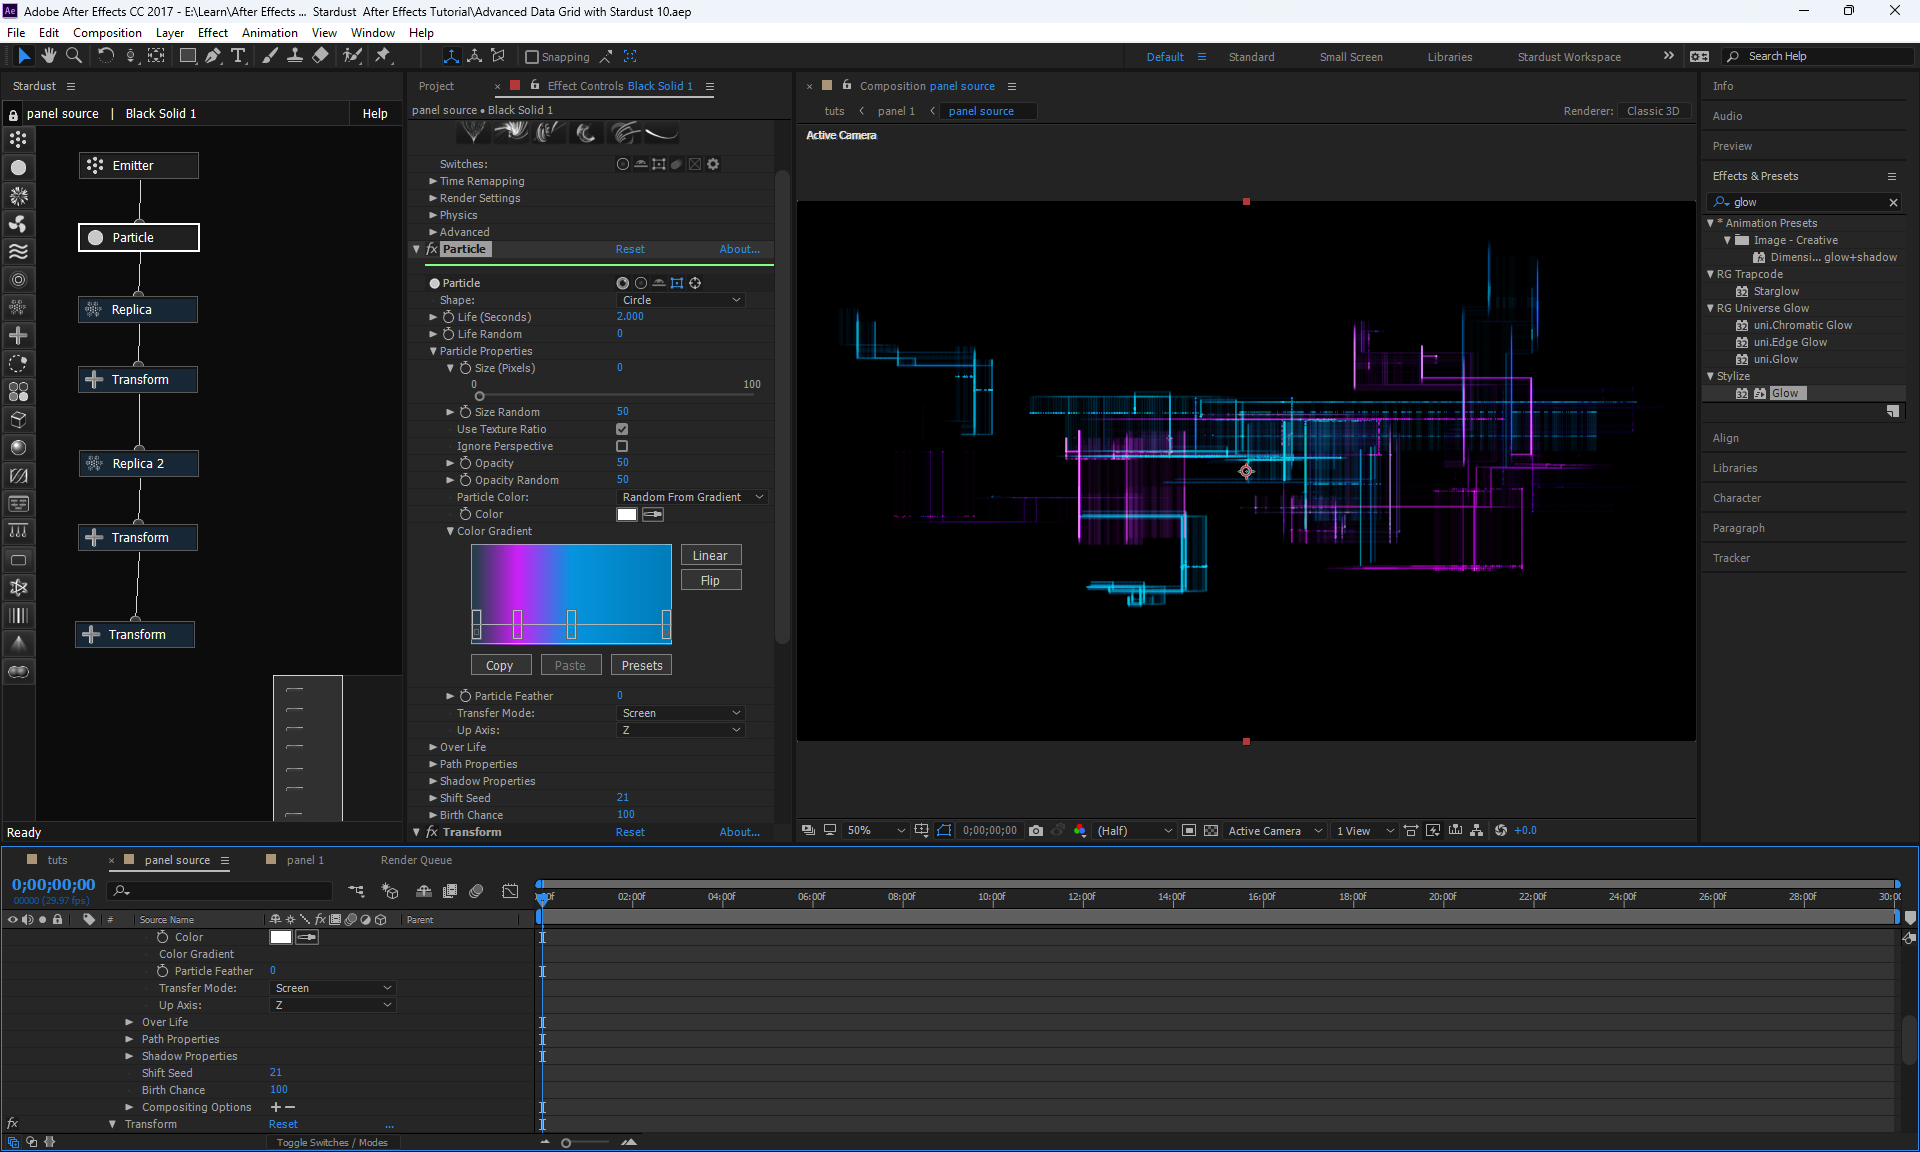 Adobe After Effects CC 2017 - E:\Learn\After Effects ... Stardust  After Effects Tutorial\Advanced Data Grid with Stardust 10.aep
File Edit Composition Layer Effect Animation View Window Help
Snapping
Default Standard Small Screen Libraries Stardust Workspace
Search Help
Stardust
panel source | Black Solid 1 Help
Emitter
Particle
Replica
Transform
Replica 2
Transform
Transform
Ready
Project Effect Controls Black Solid 1
panel source • Black Solid 1
Switches:
Time Remapping
Render Settings
Physics
Advanced
fx Particle Reset About...
Particle
Shape: Circle
Life (Seconds) 2.000
Life Random 0
Particle Properties
Size (Pixels) 0
0 100
Size Random 50
Use Texture Ratio
Ignore Perspective
Opacity 50
Opacity Random 50
Particle Color: Random From Gradient
Color
Color Gradient
Linear
Flip
Copy Paste Presets
Particle Feather 0
Transfer Mode: Screen
Up Axis: Z
Over Life
Path Properties
Shadow Properties
Shift Seed 21
Birth Chance 100
fx Transform Reset About...
Composition panel source
tuts panel 1 panel source
Renderer: Classic 3D
Active Camera
50% 0;00;00;00 (Half) Active Camera 1 View +0.0
Info
Audio
Preview
Effects & Presets
glow
* Animation Presets
Image - Creative
Dimensi... glow+shadow
RG Trapcode
Starglow
RG Universe Glow
uni.Chromatic Glow
uni.Edge Glow
uni.Glow
Stylize
Glow
Align
Libraries
Character
Paragraph
Tracker
tuts panel source panel 1 Render Queue
0;00;00;00
00000 (29.97 fps)
02:00f 04:00f 06:00f 08:00f 10:00f 12:00f 14:00f 16:00f 18:00f 20:00f 22:00f 24:00f 26:00f 28:00f
# Source Name Parent
Color
Color Gradient
Particle Feather 0
Transfer Mode: Screen
Up Axis: Z
Over Life
Path Properties
Shadow Properties
Shift Seed 21
Birth Chance 100
Compositing Options + −
fx Transform Reset ...
Toggle Switches / Modes